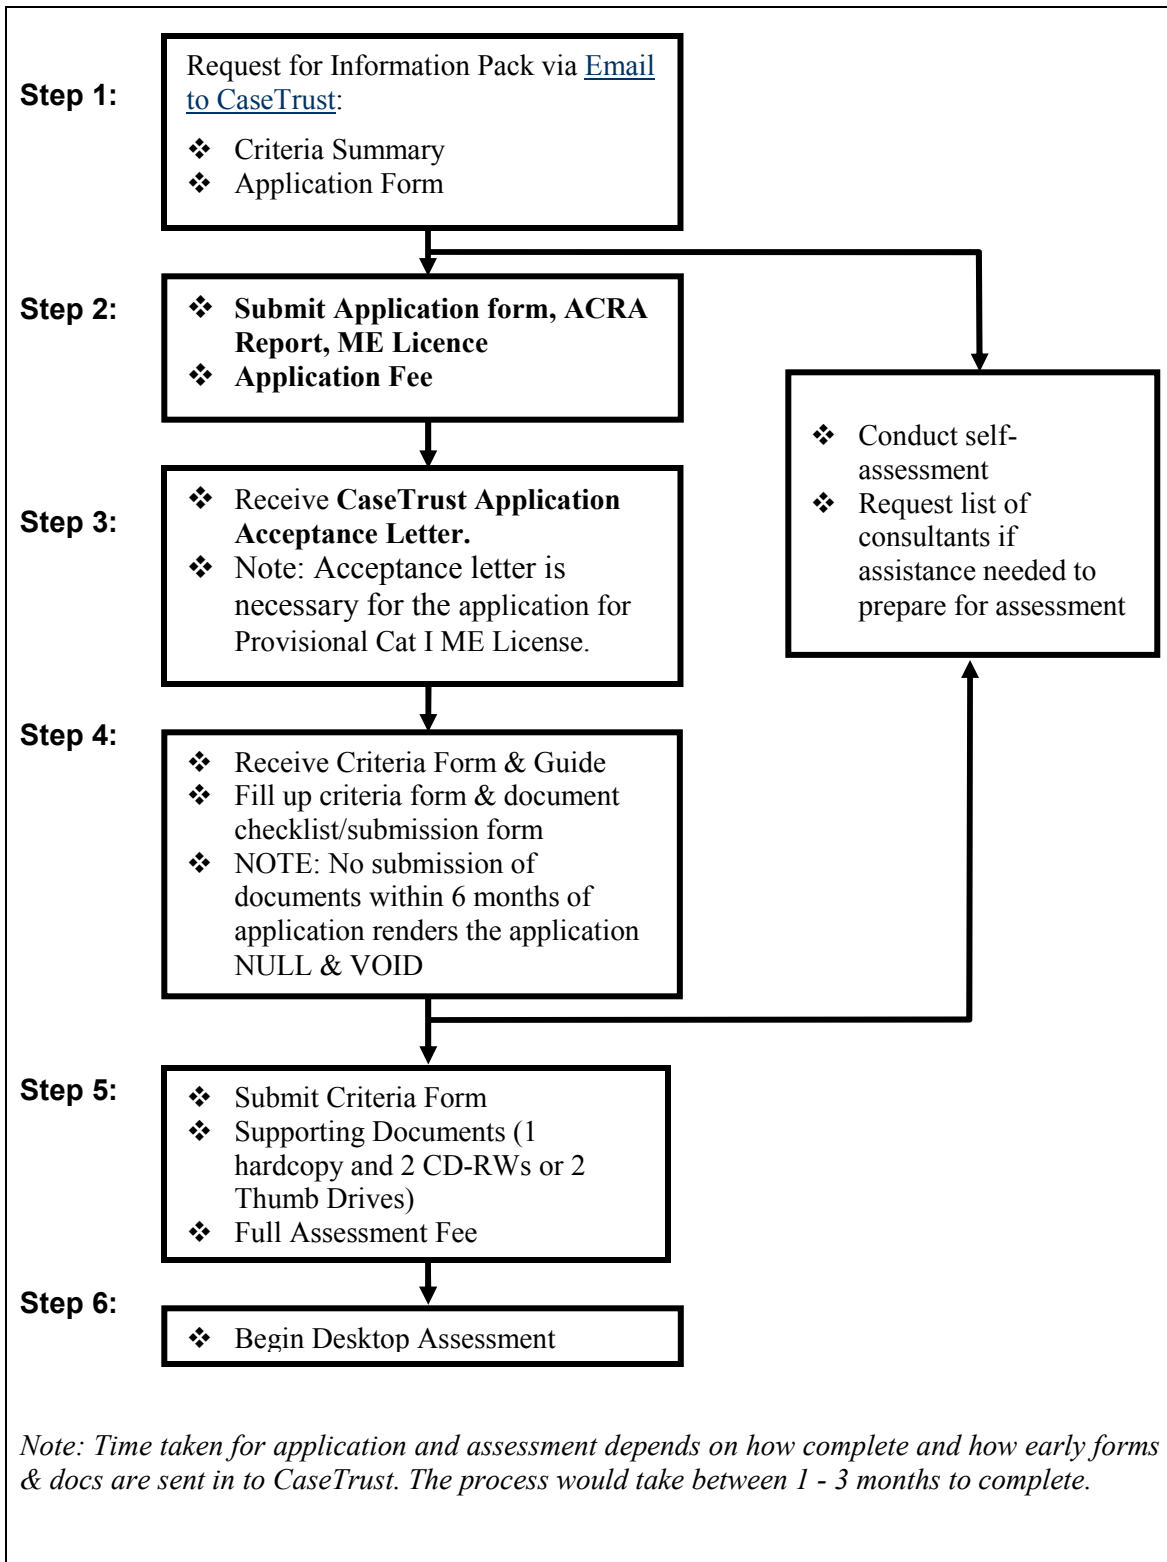 Step 1:
Request for Information Pack via Email
to CaseTrust:
❖ Criteria Summary
❖ Application Form
Step 2:
❖ Submit Application form, ACRA
Report, ME Licence
❖ Application Fee
❖ Conduct self-
assessment
❖ Request list of
consultants if
assistance needed to
prepare for assessment
Step 3:
❖ Receive CaseTrust Application
Acceptance Letter.
❖ Note: Acceptance letter is
necessary for the application for
Provisional Cat I ME License.
Step 4:
❖ Receive Criteria Form & Guide
❖ Fill up criteria form & document
checklist/submission form
❖ NOTE: No submission of
documents within 6 months of
application renders the application
NULL & VOID
Step 5:
❖ Submit Criteria Form
❖ Supporting Documents (1
hardcopy and 2 CD-RWs or 2
Thumb Drives)
❖ Full Assessment Fee
Step 6:
❖ Begin Desktop Assessment
Note: Time taken for application and assessment depends on how complete and how early forms
& docs are sent in to CaseTrust. The process would take between 1 - 3 months to complete.